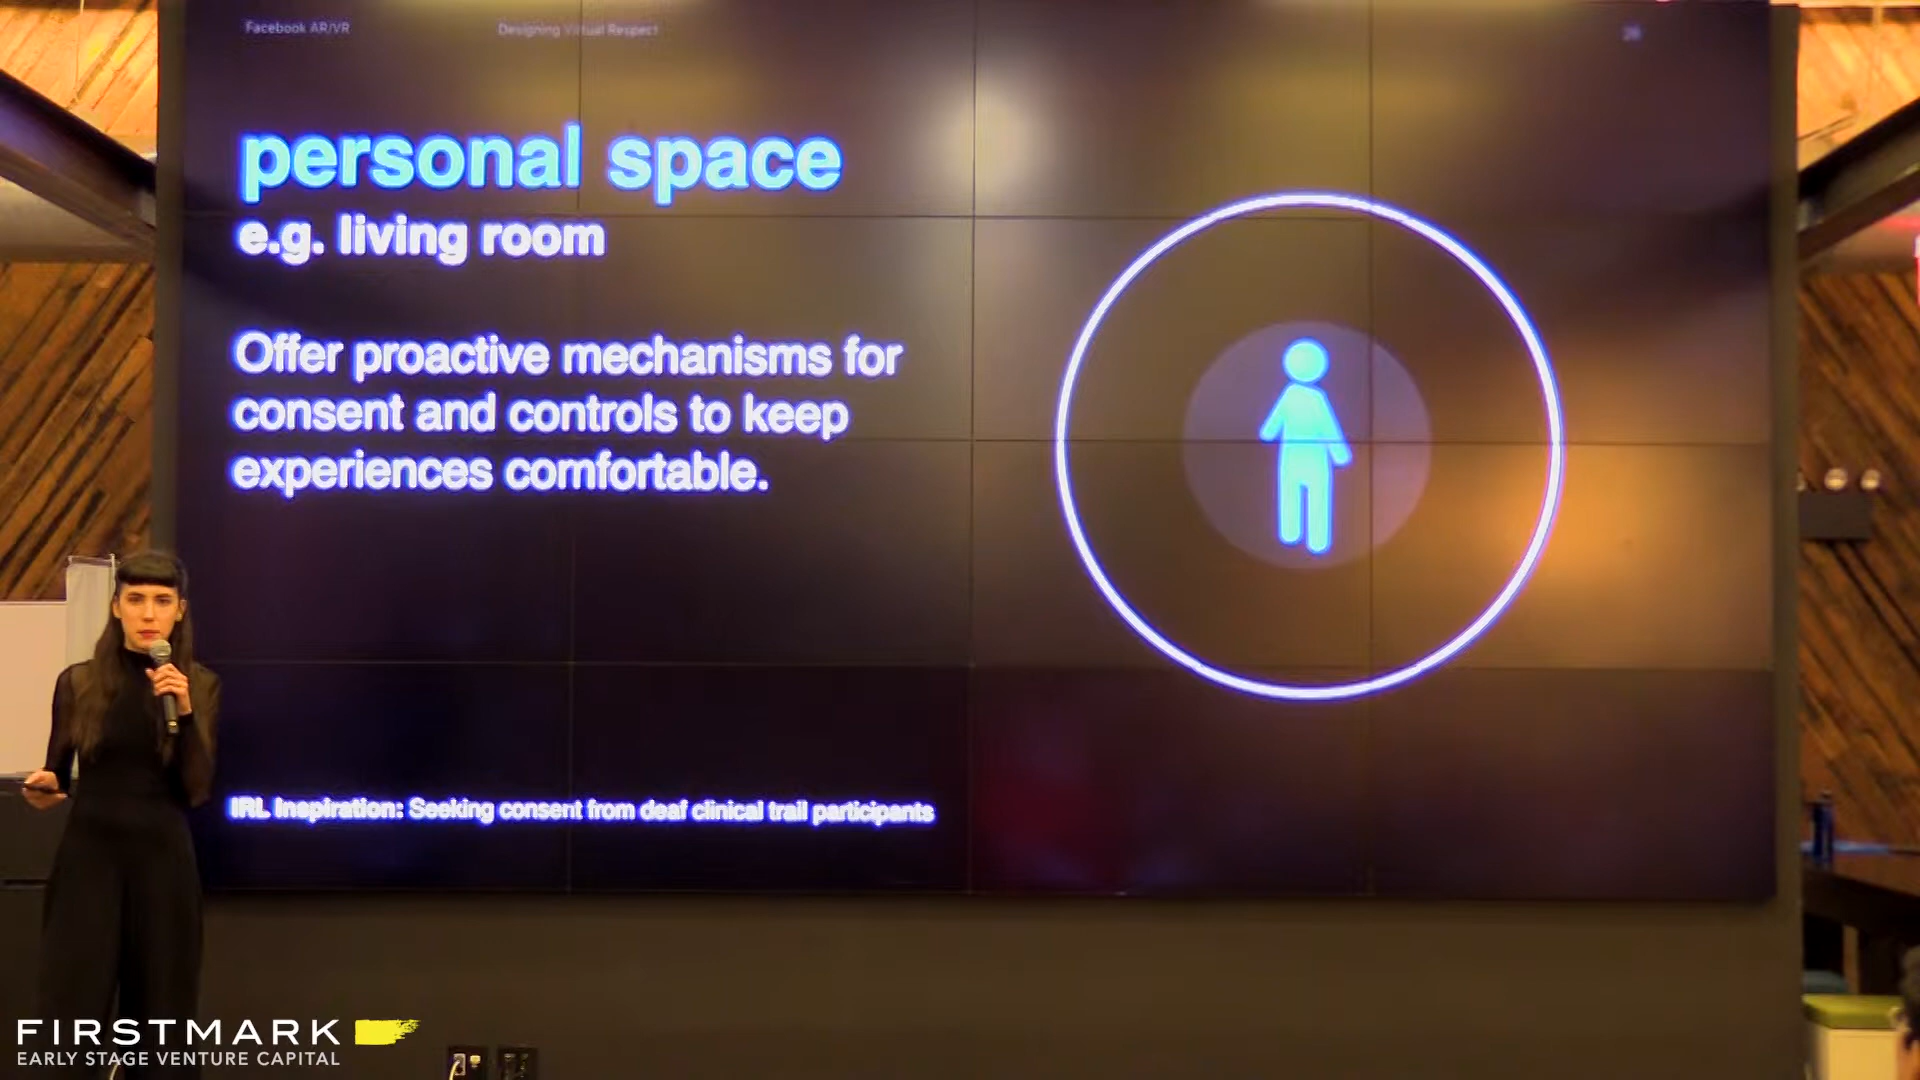 Facebook AR/VR
Designing Virtual Respect
personal space
e.g. living room
Offer proactive mechanisms for
consent and controls to keep
experiences comfortable.
IRL Inspiration: Seeking consent from deaf clinical trail participants
FIRSTMARK
EARLY STAGE VENTURE CAPITAL